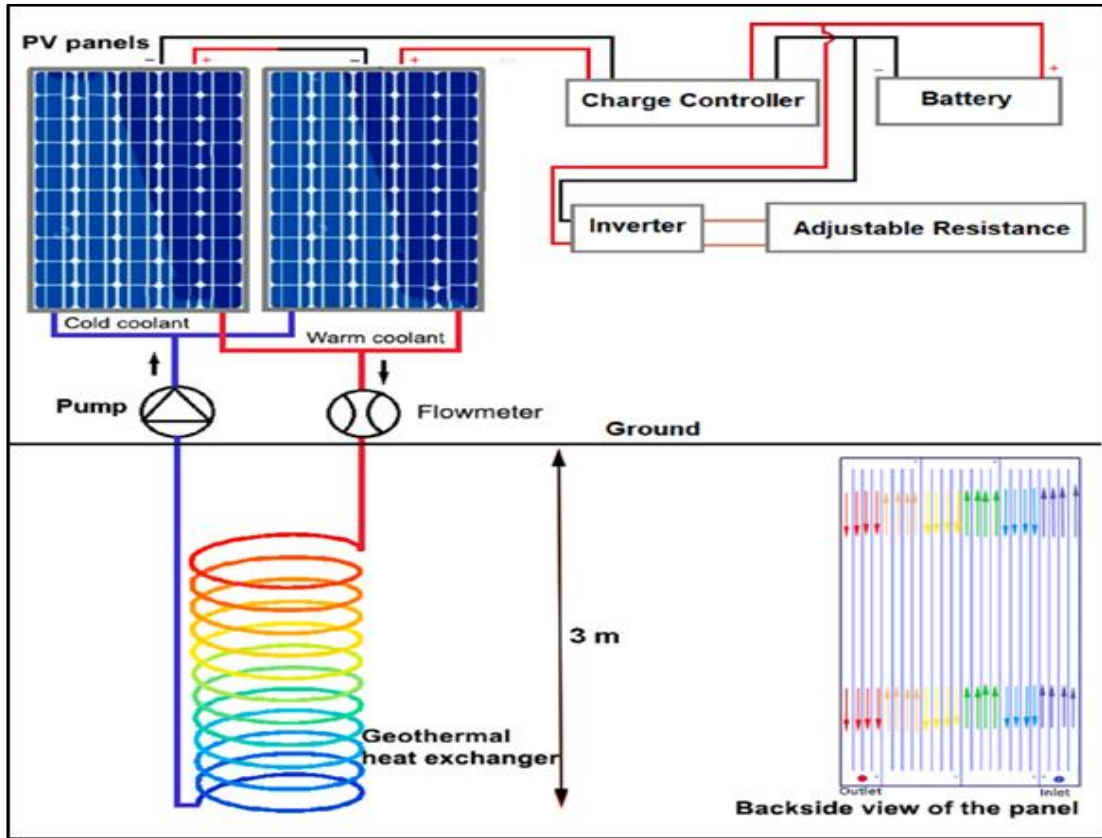 PV panels
− + − +
Charge Controller
− +
Battery
Inverter
Adjustable Resistance
Cold coolant
Warm coolant
Pump
Flowmeter
Ground
3 m
Geothermal
heat exchanger
Outlet
Inlet
Backside view of the panel